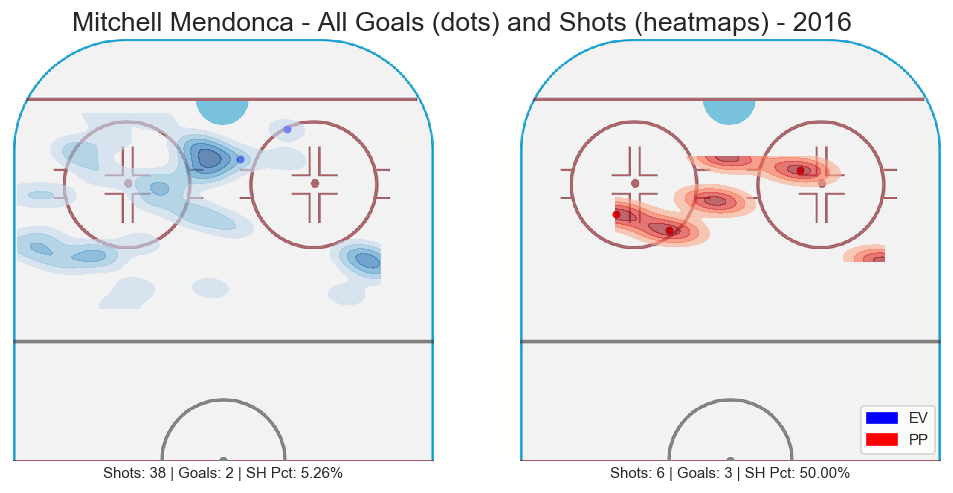 Mitchell Mendonca - All Goals (dots) and Shots (heatmaps) - 2016
EV
PP
Shots: 38 | Goals: 2 | SH Pct: 5.26%
Shots: 6 | Goals: 3 | SH Pct: 50.00%